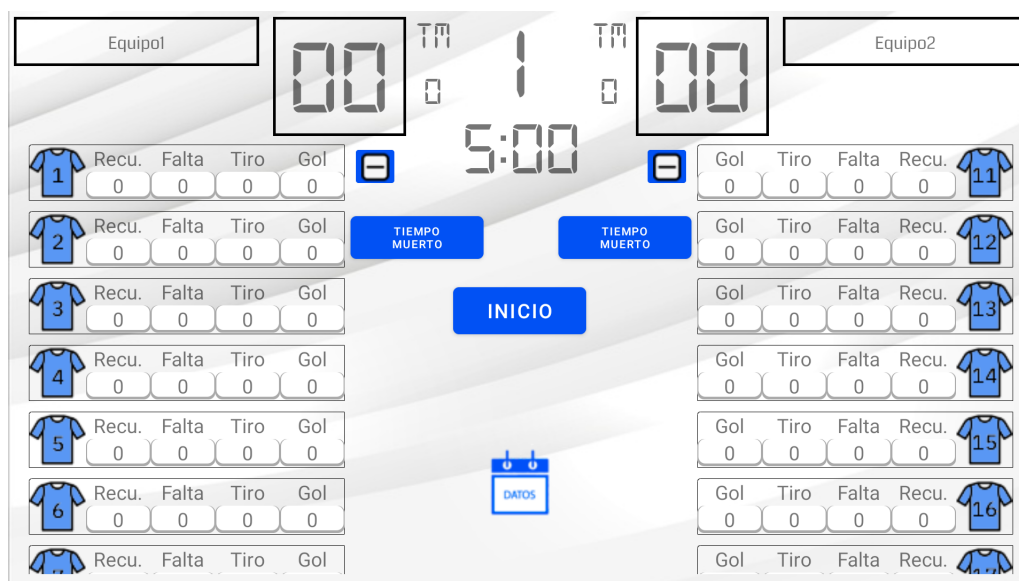 Equipo1
00
TM
1
TM
00
Equipo2
0
0
5:00
1 Recu. Falta Tiro Gol
0 0 0 0
Gol Tiro Falta Recu. 11
0 0 0 0
2 Recu. Falta Tiro Gol
0 0 0 0
TIEMPO
MUERTO
TIEMPO
MUERTO
Gol Tiro Falta Recu. 12
0 0 0 0
3 Recu. Falta Tiro Gol
0 0 0 0
INICIO
Gol Tiro Falta Recu. 13
0 0 0 0
4 Recu. Falta Tiro Gol
0 0 0 0
Gol Tiro Falta Recu. 14
0 0 0 0
5 Recu. Falta Tiro Gol
0 0 0 0
Gol Tiro Falta Recu. 15
0 0 0 0
DATOS
6 Recu. Falta Tiro Gol
0 0 0 0
Gol Tiro Falta Recu. 16
0 0 0 0
Recu. Falta Tiro Gol
Gol Tiro Falta Recu.